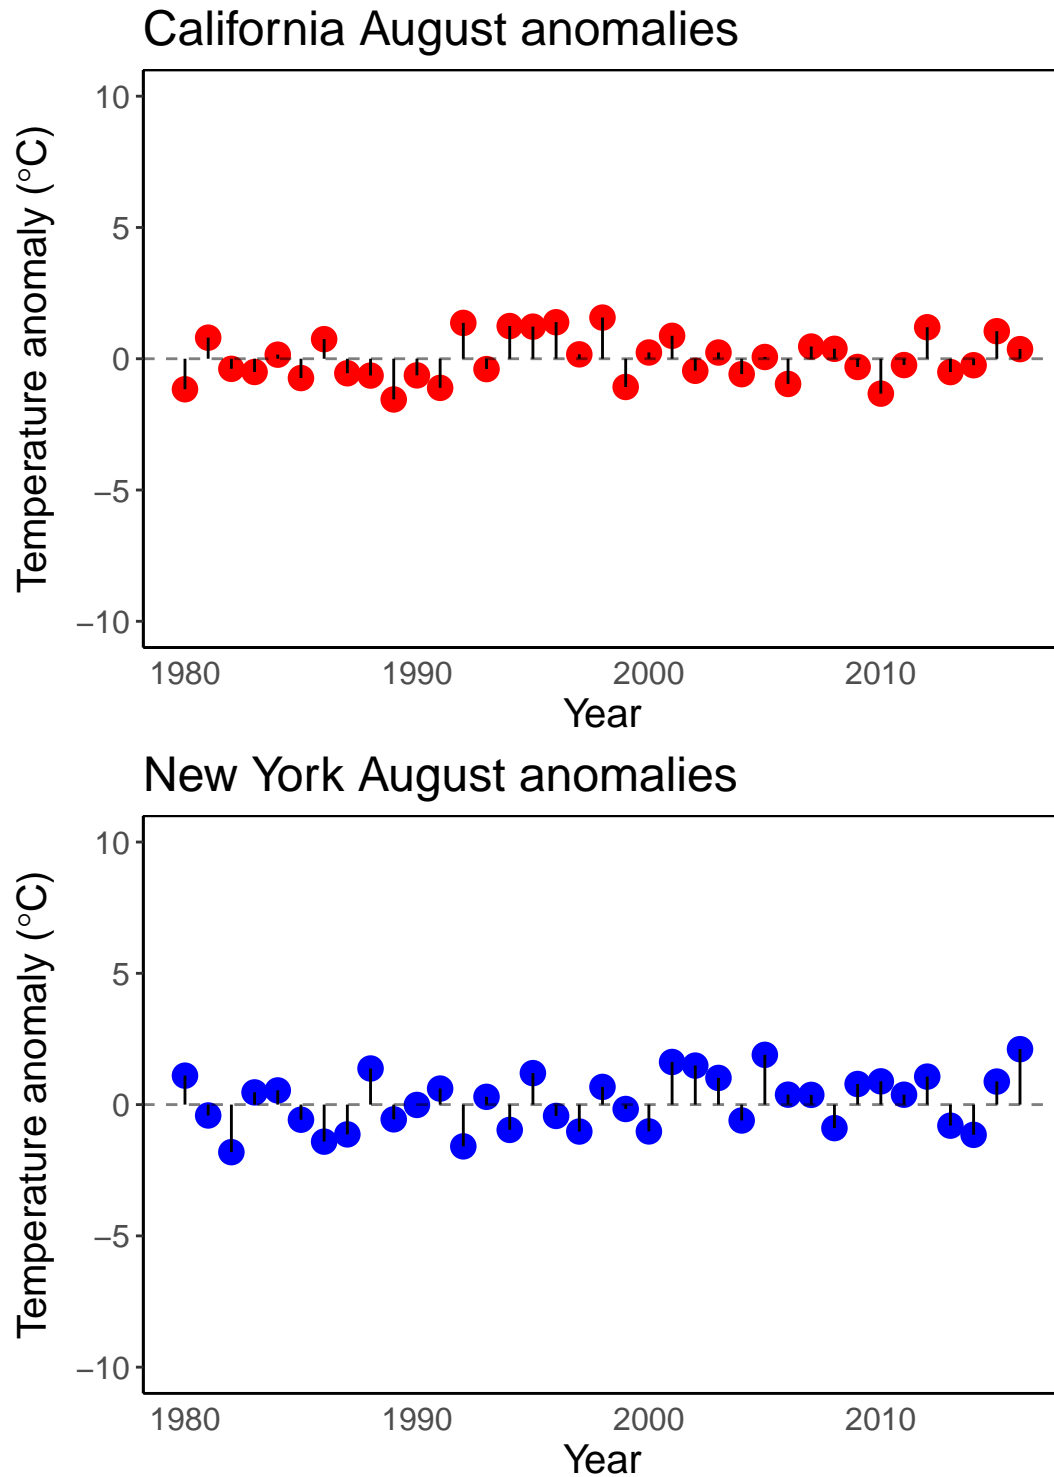 California August anomalies
10
5
0
−5
−10
Temperature anomaly (°C)
1980 1990 2000 2010
Year
New York August anomalies
10
5
0
−5
−10
Temperature anomaly (°C)
1980 1990 2000 2010
Year